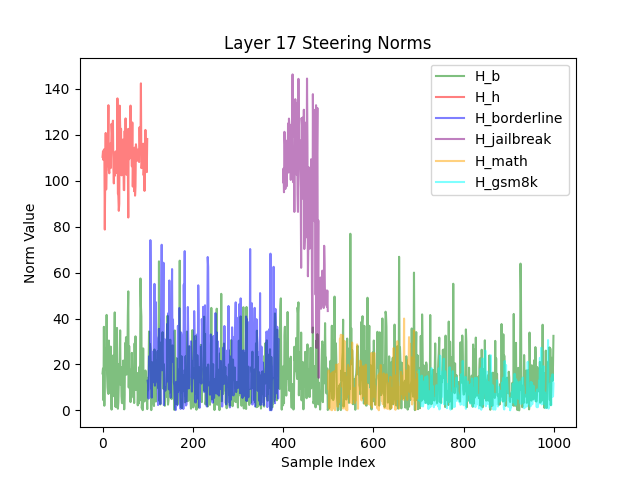 Layer 17 Steering Norms
Norm Value
140
120
100
80
60
40
20
0
0
200
400
600
800
1000
Sample Index
H_b
H_h
H_borderline
H_jailbreak
H_math
H_gsm8k